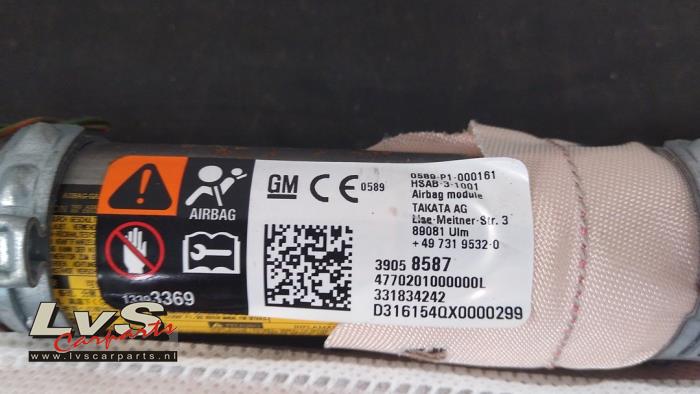 AIRBAG
GM CE 0589
0589-P1-000161
HSAB-3-1001
Airbag module
TAKATA AG
Lise-Meitner-Str. 3
89081 Ulm
+ 49 731 9532-0
3905 8587
4770201000000L
331834242
D316154QX0000299
3369
LvS
Carparts
www.lvscarparts.nl